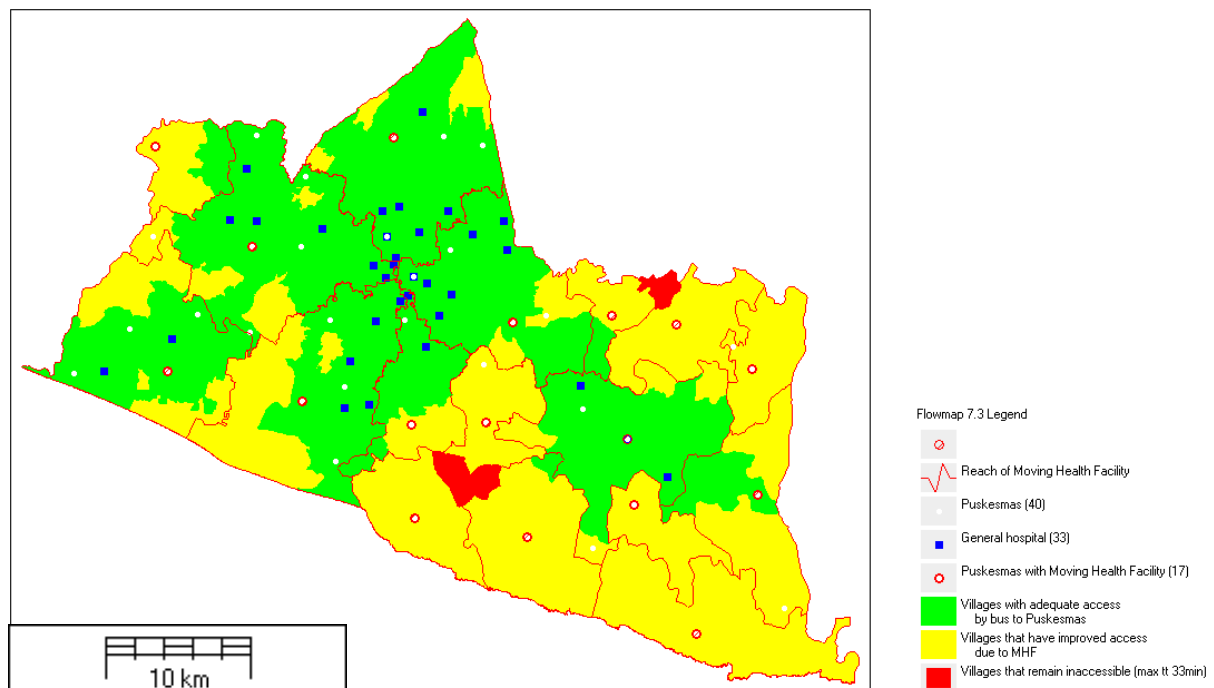 10 km
Flowmap 7.3 Legend
Reach of Moving Health Facility
Puskesmas (40)
General hospital (33)
Puskesmas with Moving Health Facility (17)
Villages with adequate access
by bus to Puskesmas
Villages that have improved access
due to MHF
Villages that remain inaccessible (max tt 33min)